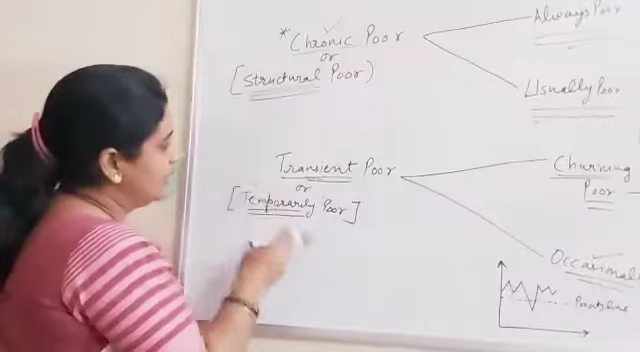 *Chronic Poor
or
[Structural Poor)
Always Poor
Usually Poor
Transient Poor
or
[Temporarily Poor]
Churning
Poor
Occasional
Poverty line